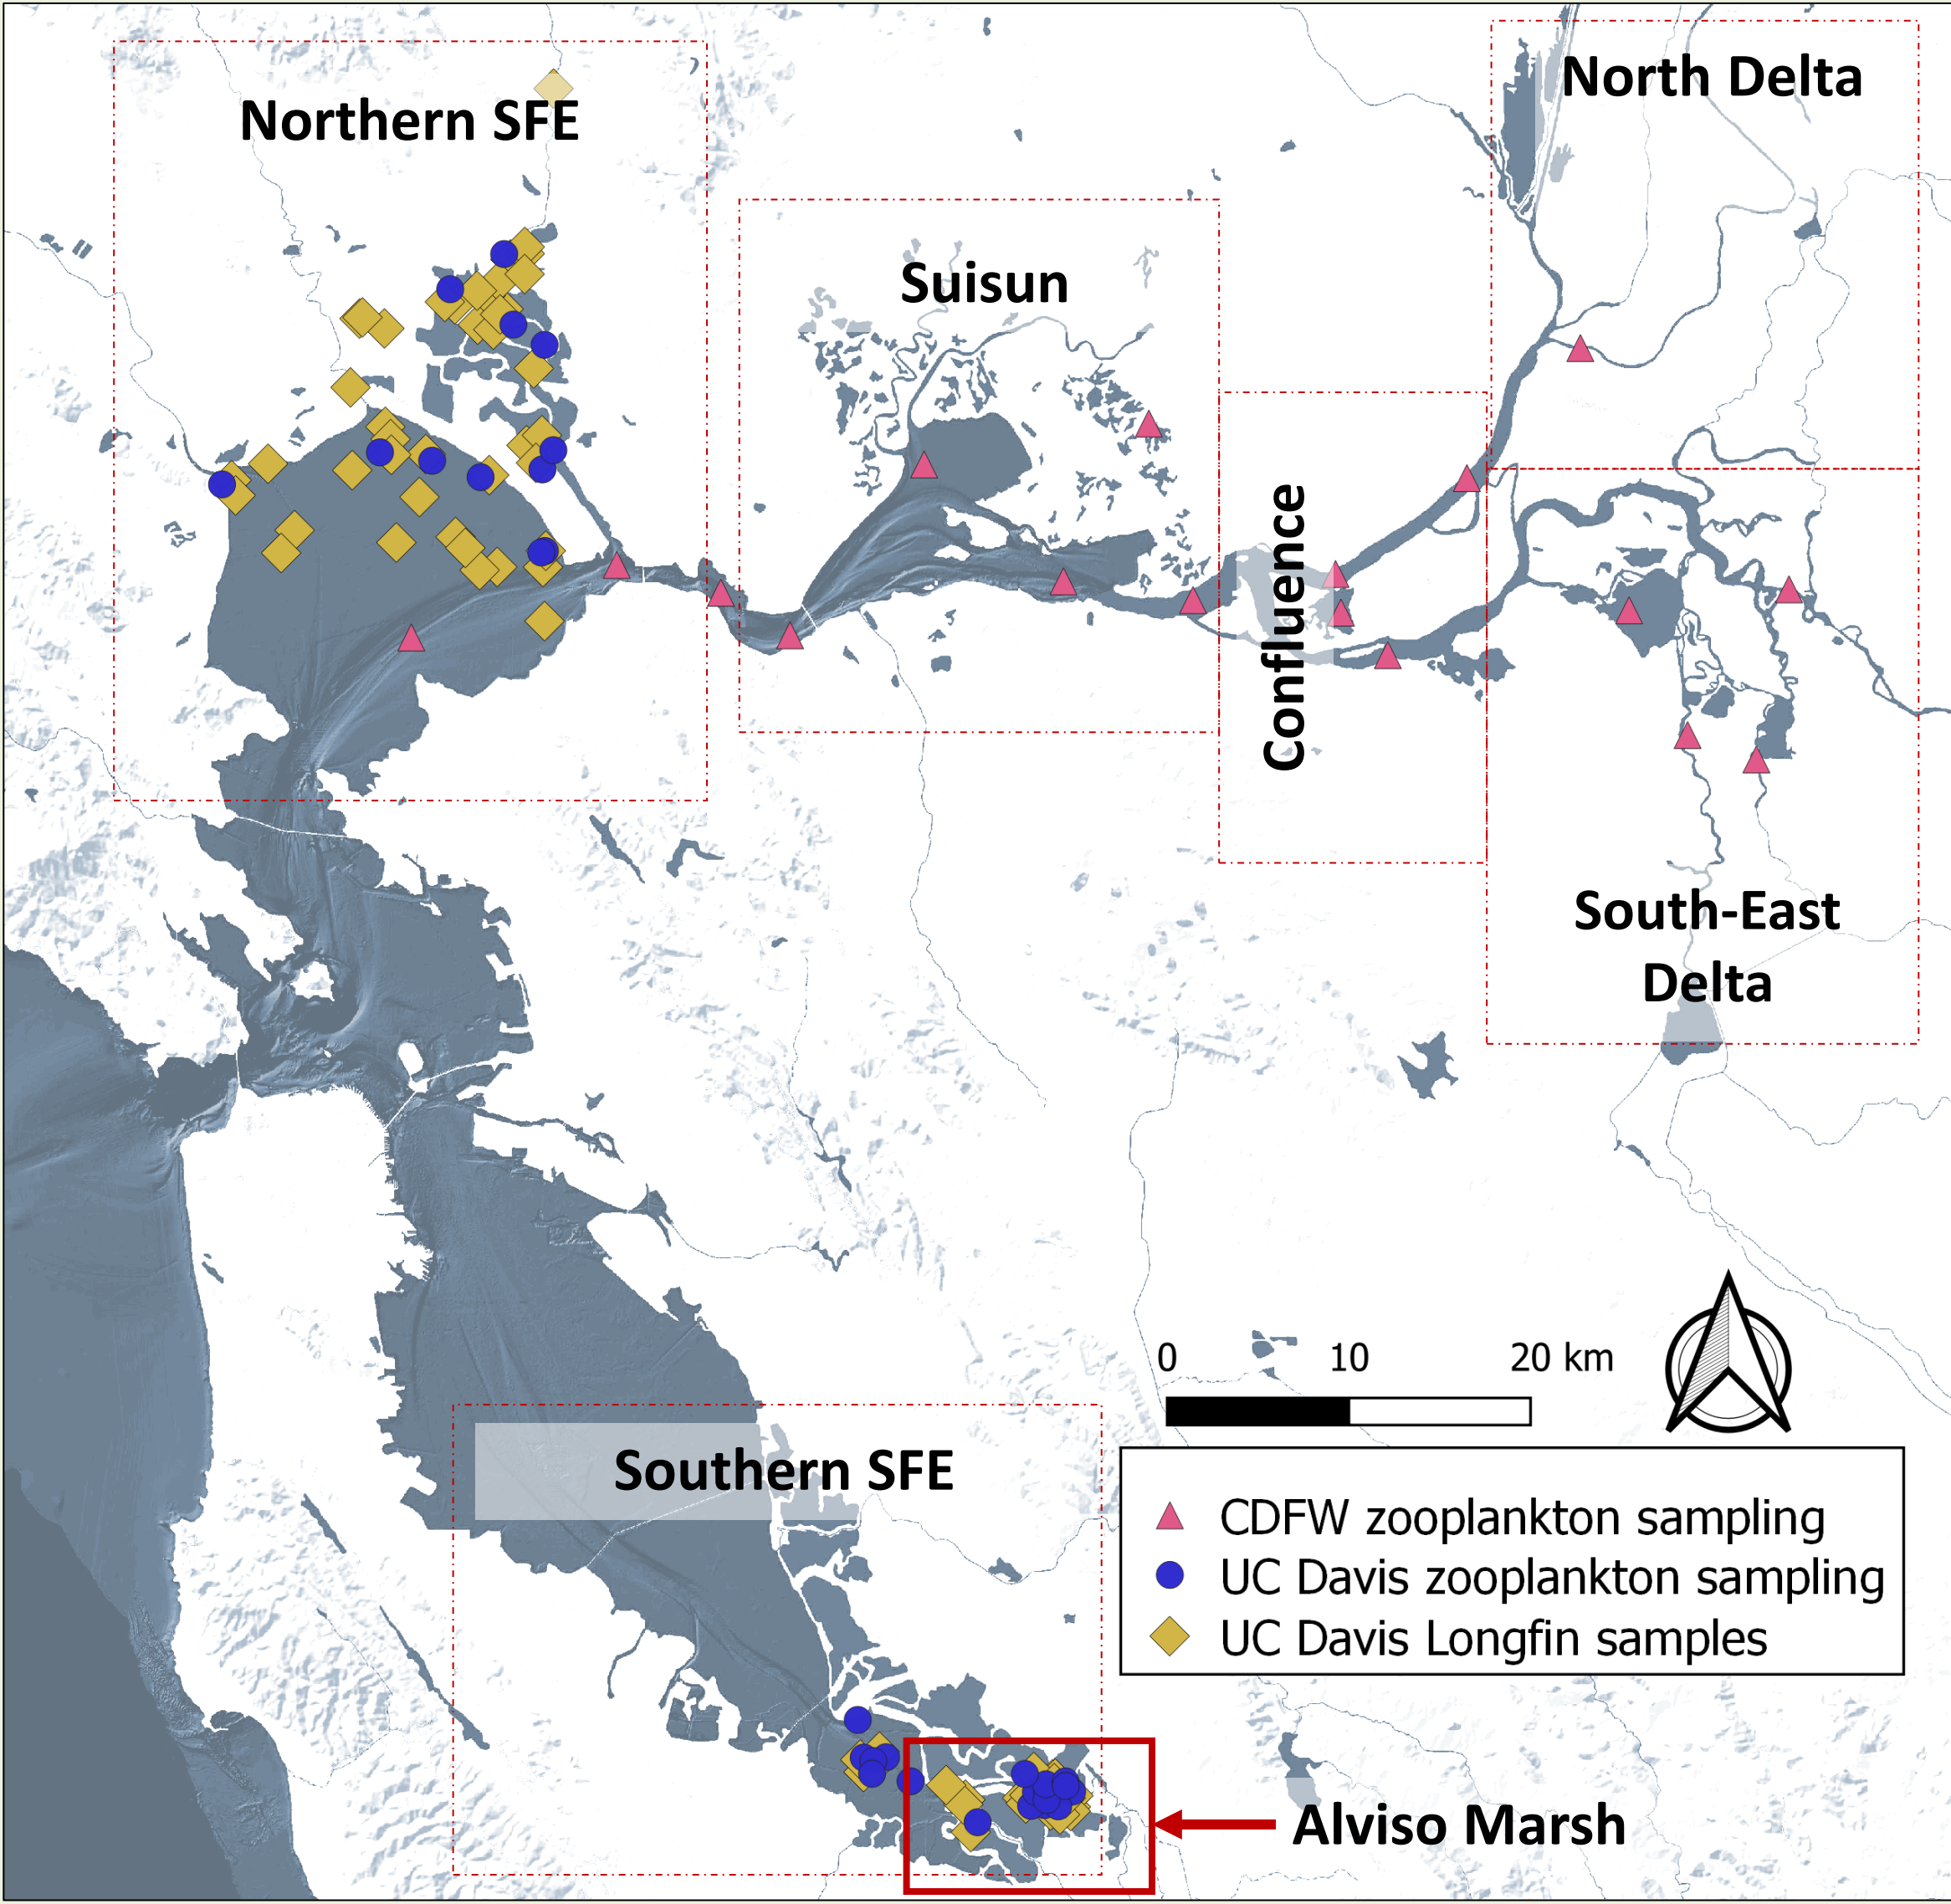 North Delta
Northern SFE
Suisun
Confluence
South-East
Delta
0 10 20 km
Southern SFE
CDFW zooplankton sampling
UC Davis zooplankton sampling
UC Davis Longfin samples
Alviso Marsh